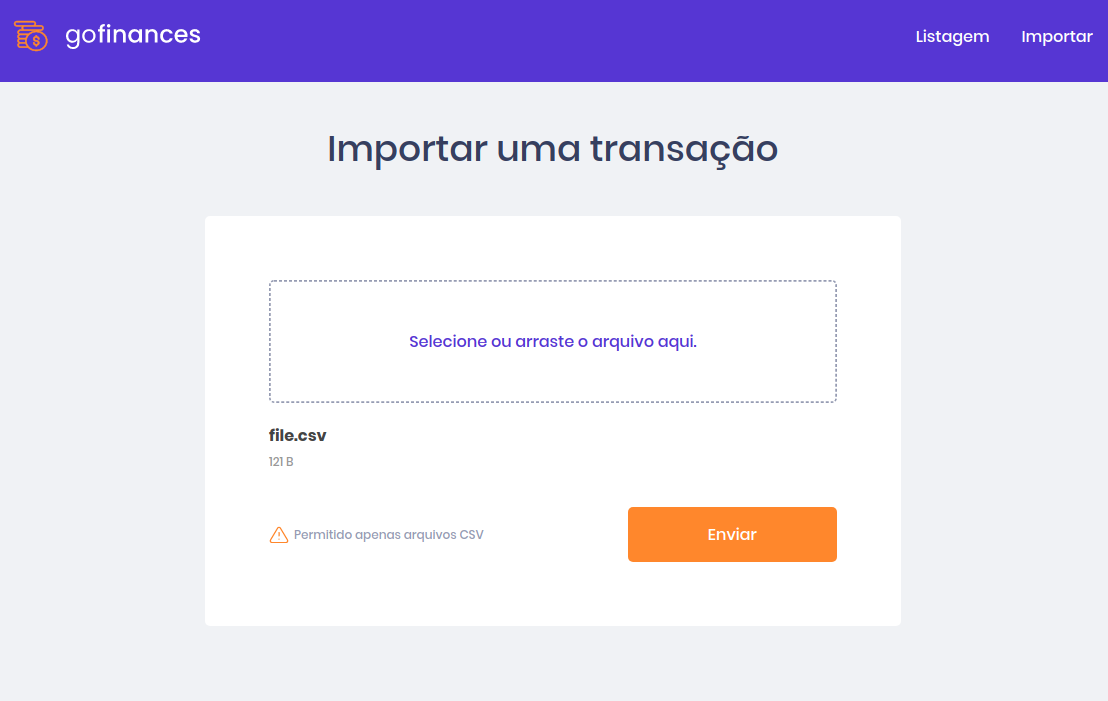 gofinances
Listagem
Importar
Importar uma transação
Selecione ou arraste o arquivo aqui.
file.csv
121 B
Permitido apenas arquivos CSV
Enviar